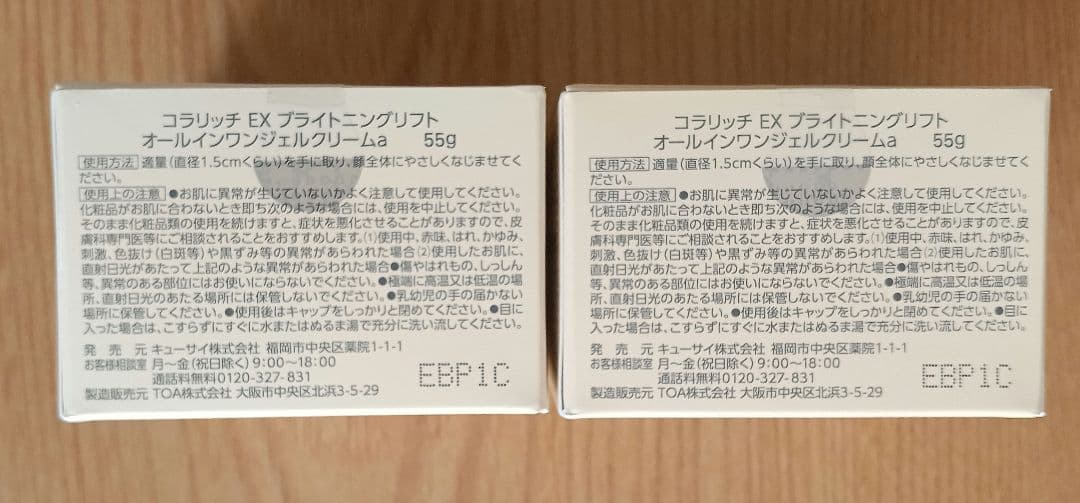 コラリッチ EX ブライトニングリフト
オールインワンジェルクリームa 55g
使用方法 適量(直径1.5cmくらい)を手に取り、顔全体にやさしくなじませてく
ださい。
使用上の注意 ●お肌に異常が生じていないかよく注意して使用してください。
化粧品がお肌に合わないとき即ち次のような場合には、使用を中止してください。
そのまま化粧品類の使用を続けますと、症状を悪化させることがありますので、皮
膚科専門医等にご相談されることをおすすめします。(1)使用中、赤味、はれ、かゆみ、
刺激、色抜け(白斑等)や黒ずみ等の異常があらわれた場合(2)使用したお肌に、
直射日光があたって上記のような異常があらわれた場合●傷やはれもの、しっしん
等、異常のある部位にはお使いにならないでください。●極端に高温又は低温の場
所、直射日光のあたる場所には保管しないでください。●乳幼児の手の届かない
場所に保管してください。●使用後はキャップをしっかりと閉めてください。●目に
入った場合は、こすらずにすぐに水またはぬるま湯で充分に洗い流してください。
発売元 キューサイ株式会社 福岡市中央区薬院1-1-1
お客様相談室 月〜金(祝日除く)9:00〜18:00
通話料無料0120-327-831
製造販売元 TOA株式会社 大阪市中央区北浜3-5-29
EBP1C
コラリッチ EX ブライトニングリフト
オールインワンジェルクリームa 55g
使用方法 適量(直径1.5cmくらい)を手に取り、顔全体にやさしくなじませてく
ださい。
使用上の注意 ●お肌に異常が生じていないかよく注意して使用してください。
化粧品がお肌に合わないとき即ち次のような場合には、使用を中止してください。
そのまま化粧品類の使用を続けますと、症状を悪化させることがありますので、皮
膚科専門医等にご相談されることをおすすめします。(1)使用中、赤味、はれ、かゆみ、
刺激、色抜け(白斑等)や黒ずみ等の異常があらわれた場合(2)使用したお肌に、
直射日光があたって上記のような異常があらわれた場合●傷やはれもの、しっしん
等、異常のある部位にはお使いにならないでください。●極端に高温又は低温の場
所、直射日光のあたる場所には保管しないでください。●乳幼児の手の届かない
場所に保管してください。●使用後はキャップをしっかりと閉めてください。●目に
入った場合は、こすらずにすぐに水またはぬるま湯で充分に洗い流してください。
発売元 キューサイ株式会社 福岡市中央区薬院1-1-1
お客様相談室 月〜金(祝日除く)9:00〜18:00
通話料無料0120-327-831
製造販売元 TOA株式会社 大阪市中央区北浜3-5-29
EBP1C